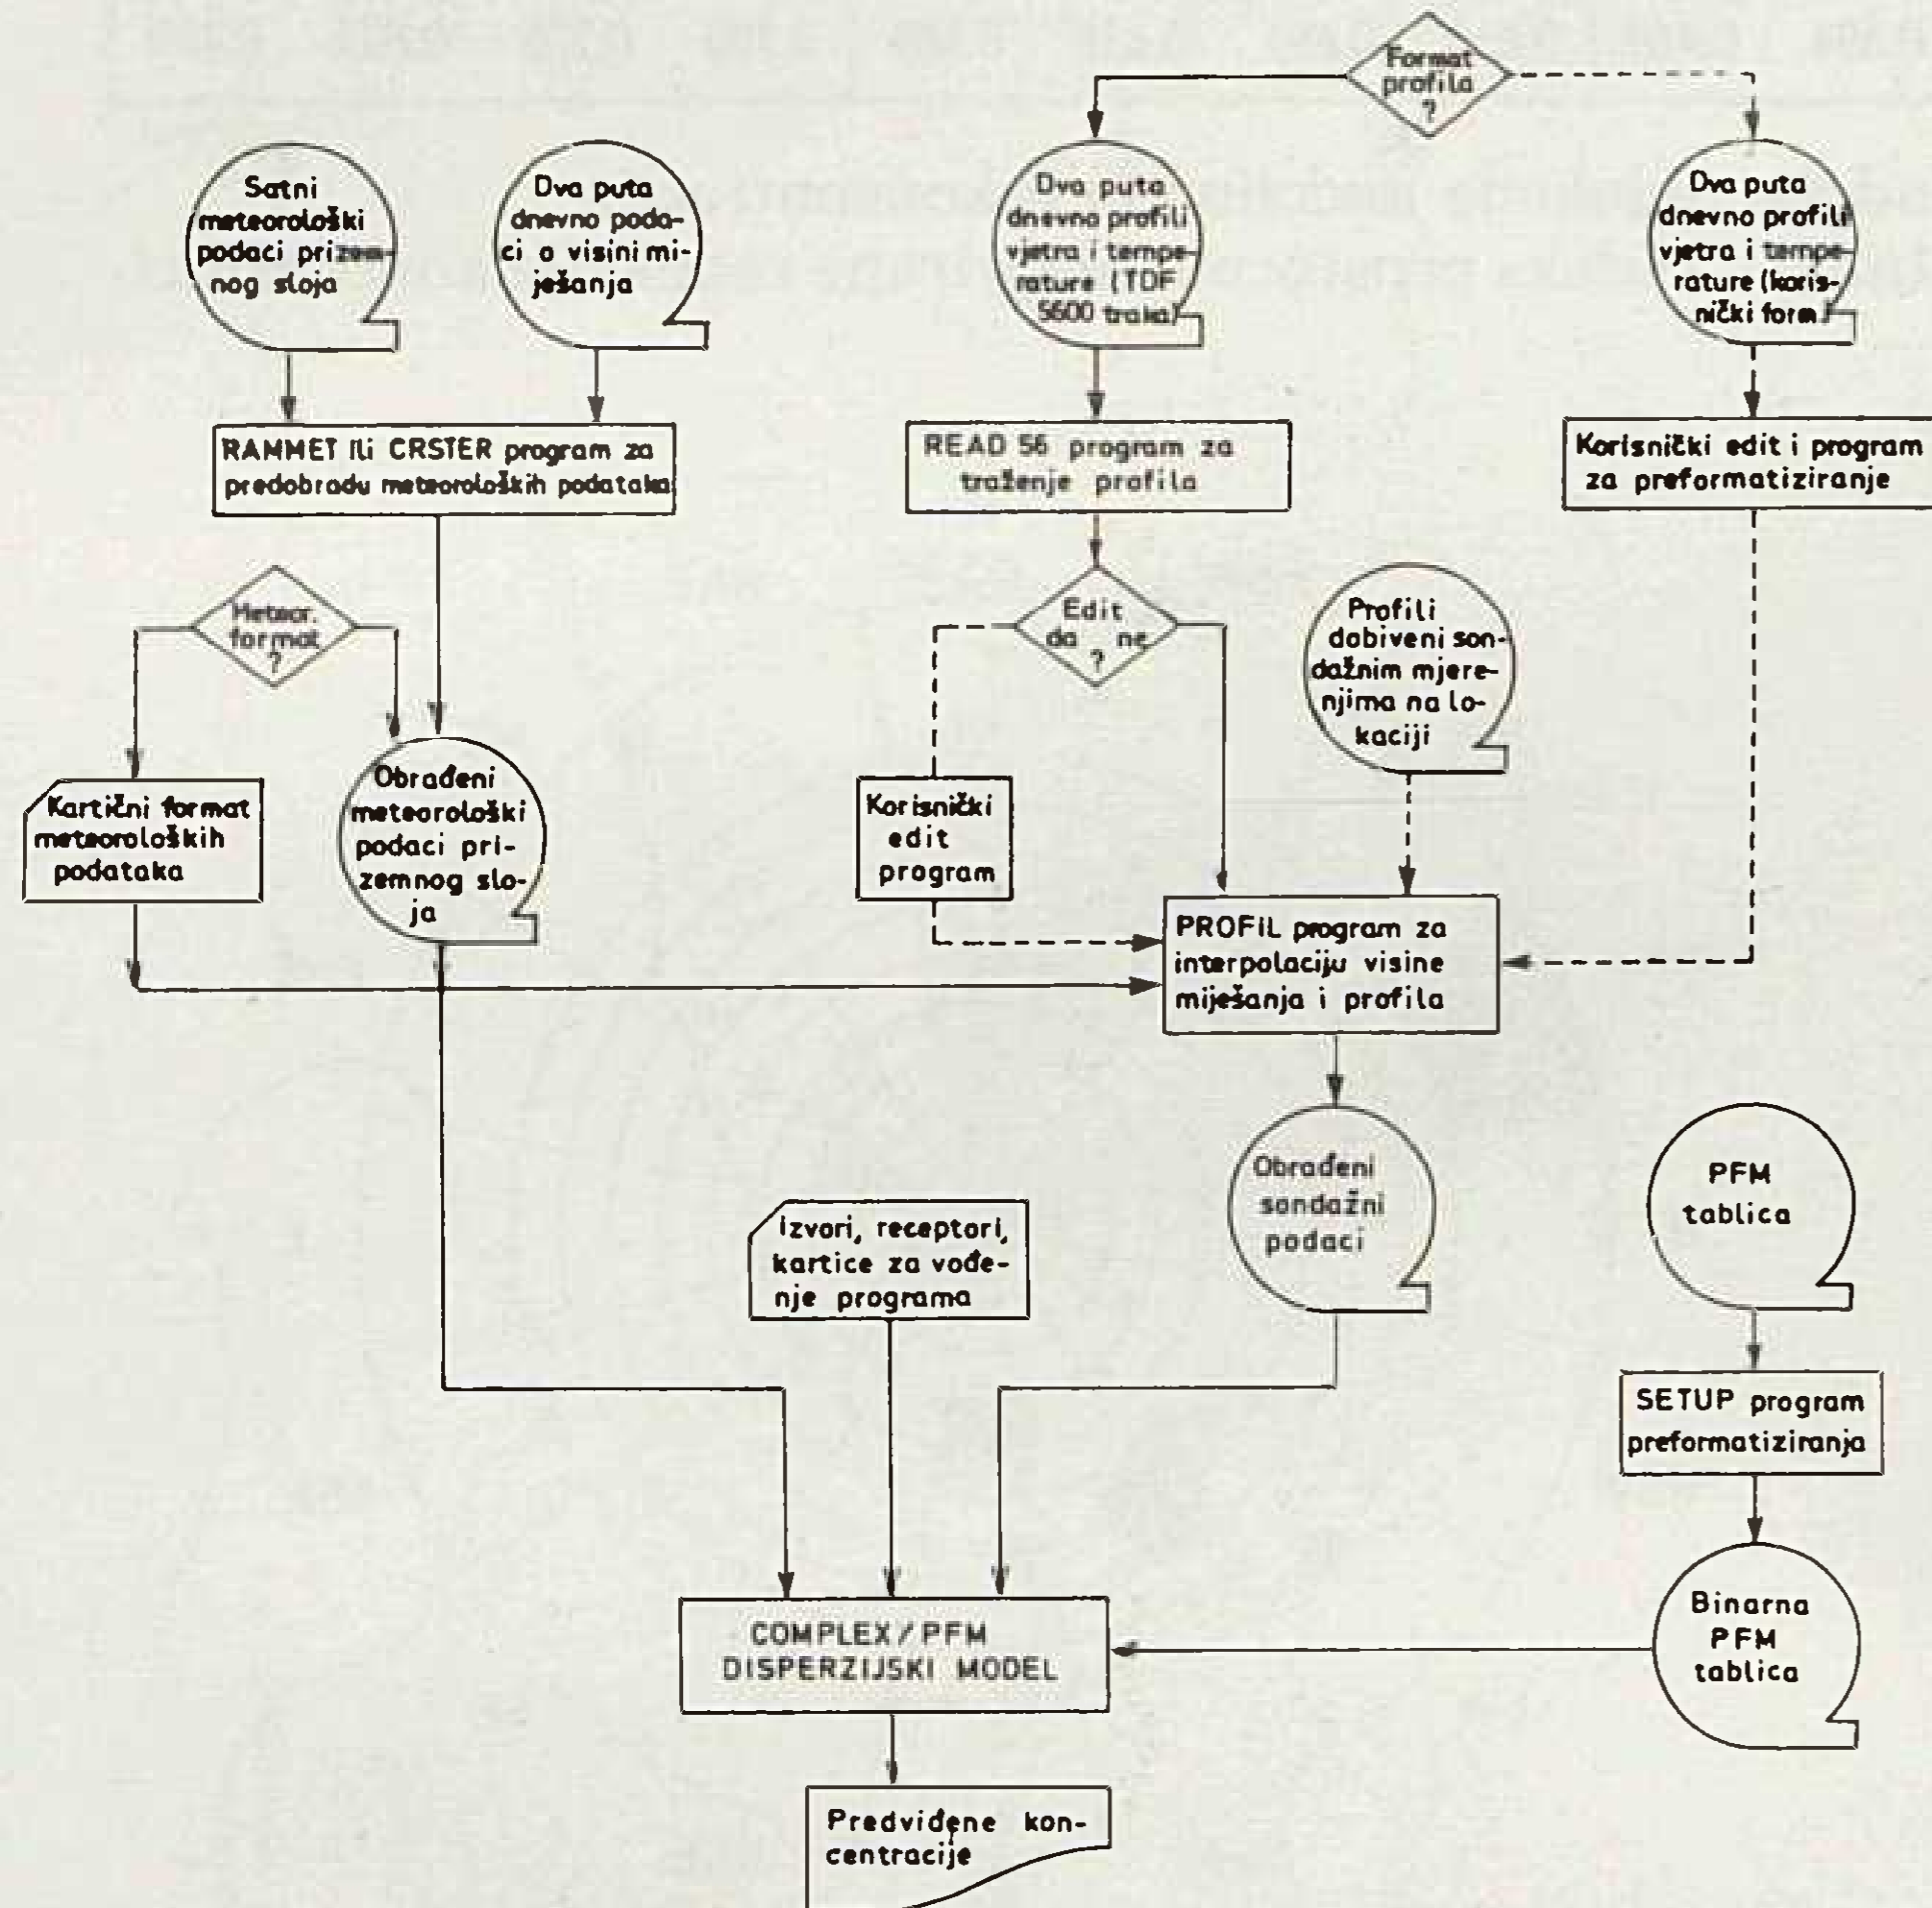 Format
profila
?
Satni
meteorološki
podaci prizem-
nog sloja
Dva puta
dnevno poda-
ci o visini mi-
ješanja
Dva puta
dnevno profili
vjetra i tempe-
rature (TDF
5600 traka)
Dva puta
dnevno profili
vjetra i tempe-
rature (koris-
nički form.)
RAMMET ili CRSTER program za
predobradu meteoroloških podataka
READ 56 program za
traženje profila
Korisnički edit i program
za preformatiziranje
Meteor.
format
?
Edit
da ne
?
Profili
dobiveni son-
dažnim mjere-
njima na lo-
kaciji
Kartični format
meteoroloških
podataka
Obrađeni
meteorološki
podaci pri-
zemnog slo-
ja
Korisnički
edit
program
PROFIL program za
interpolaciju visine
miješanja i profila
Obrađeni
sondažni
podaci
PFM
tablica
Izvori, receptori,
kartice za vođe-
nje programa
SETUP program
preformatiziranja
COMPLEX / PFM
DISPERZIJSKI MODEL
Binarna
PFM
tablica
Predviđene kon-
centracije